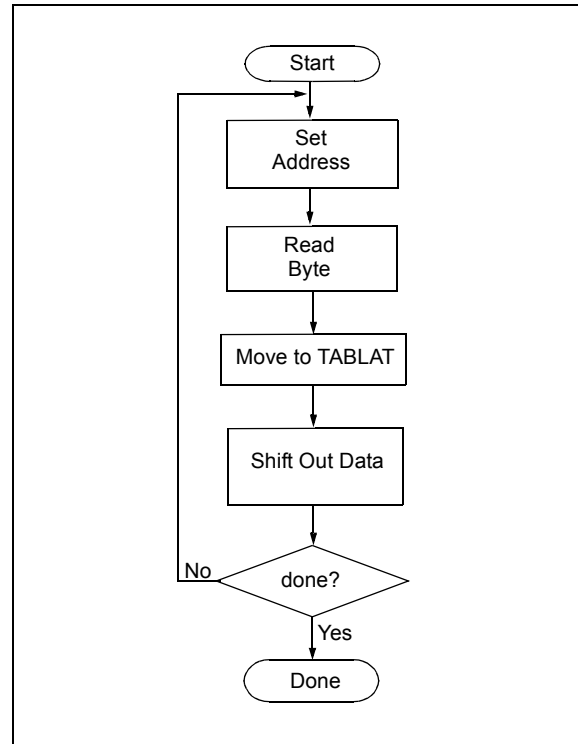 Start
Set
Address
Read
Byte
Move to TABLAT
Shift Out Data
done?
No
Yes
Done